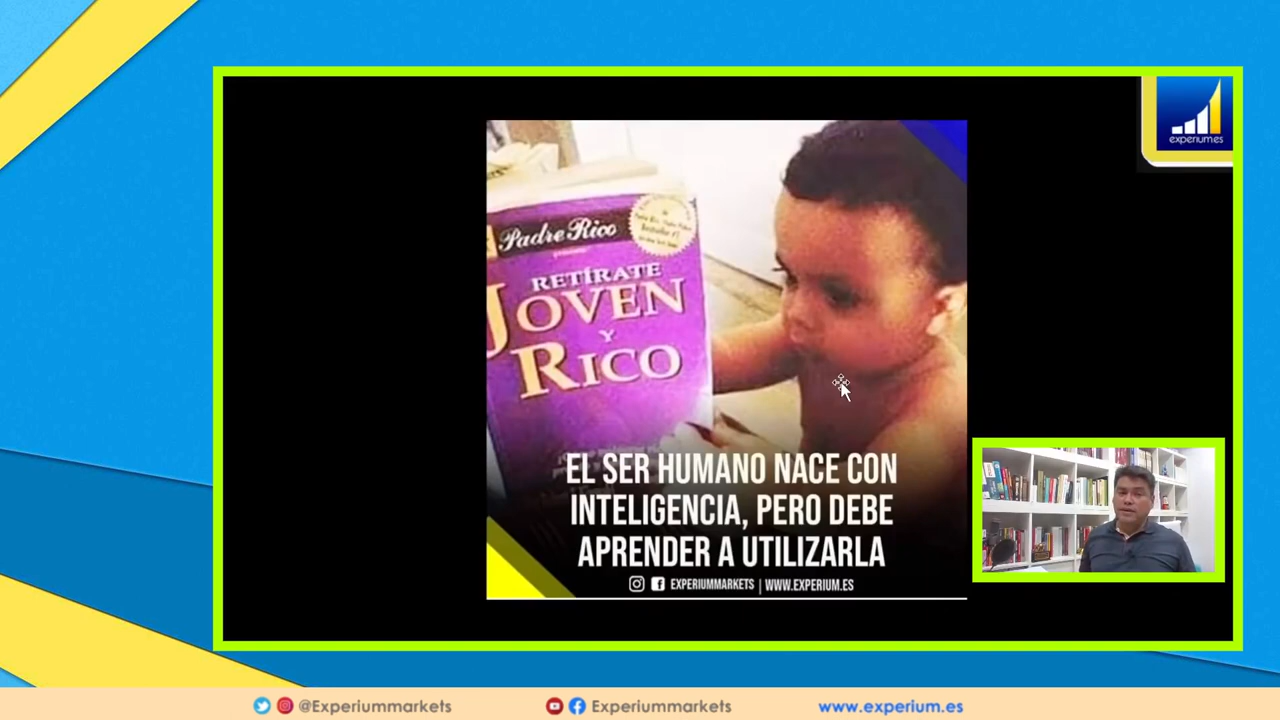 experiumes
Padre Rico
RETÍRATE
JOVEN
Y
RICO
EL SER HUMANO NACE CON
INTELIGENCIA, PERO DEBE
APRENDER A UTILIZARLA
EXPERIUMMARKETS | WWW.EXPERIUM.ES
@Experiummarkets
Experiummarkets
www.experium.es